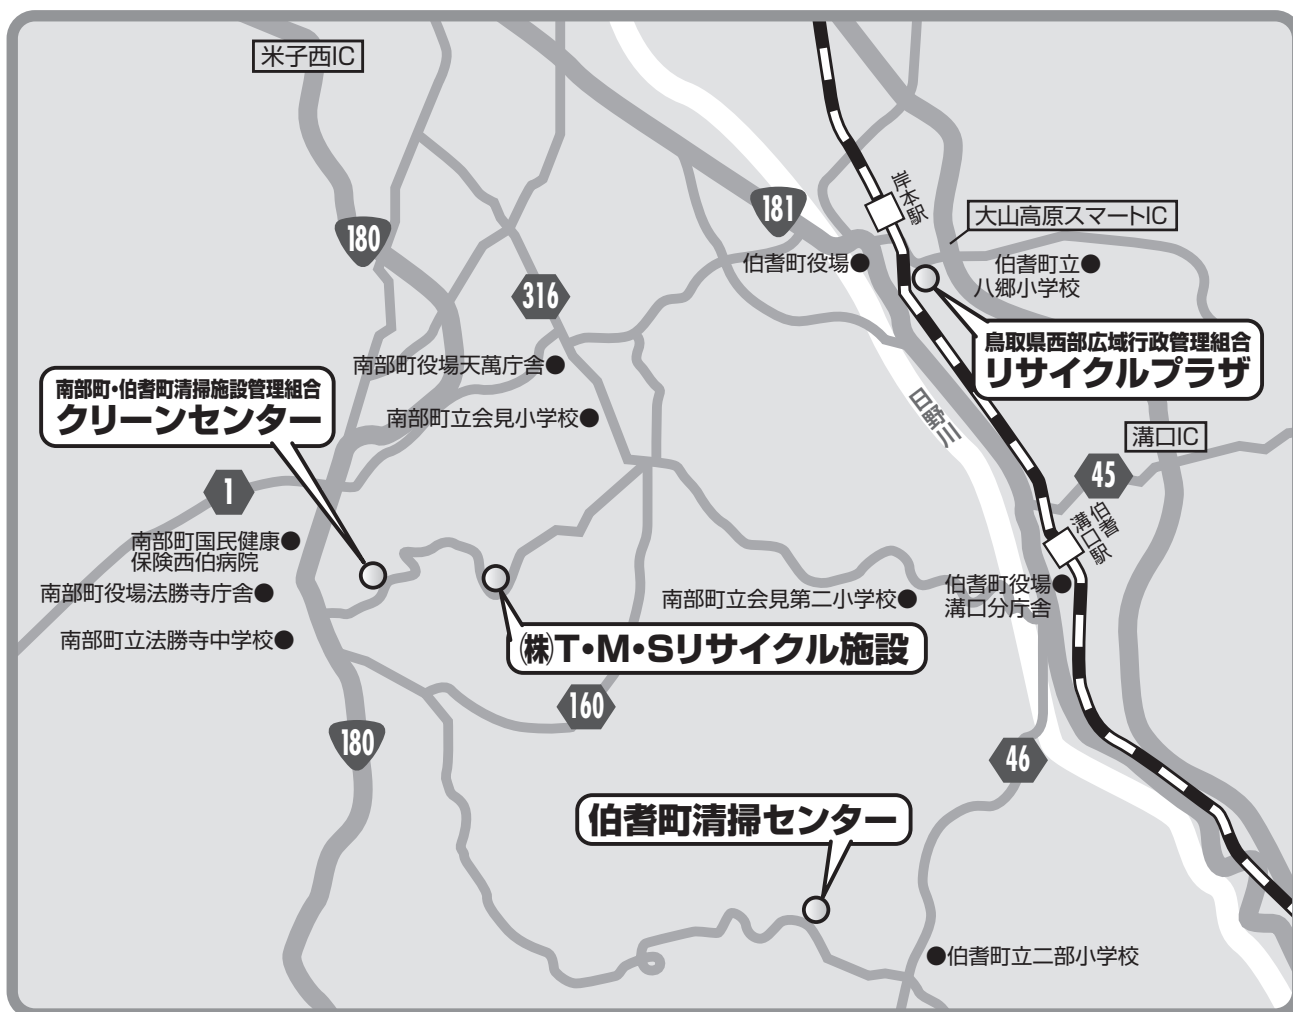 米子西IC
180
181
岸本駅
大山高原スマートIC
伯耆町役場
伯耆町立
八郷小学校
316
鳥取県西部広域行政管理組合
リサイクルプラザ
南部町役場天萬庁舎
南部町・伯耆町清掃施設管理組合
クリーンセンター
南部町立会見小学校
日野川
溝口IC
45
1
伯耆
溝口駅
南部町国民健康
保険西伯病院
南部町役場法勝寺庁舎
南部町立会見第二小学校
伯耆町役場
溝口分庁舎
南部町立法勝寺中学校
㈱T・M・Sリサイクル施設
160
180
46
伯耆町清掃センター
伯耆町立二部小学校